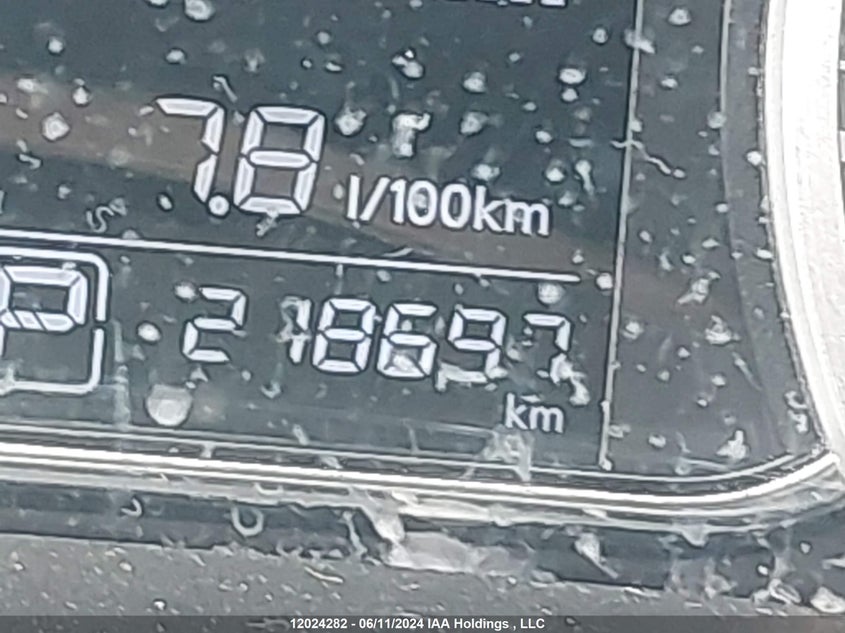 7.8 l/100km
P 218697
km
12024282 - 06/11/2024 IAA Holdings , LLC